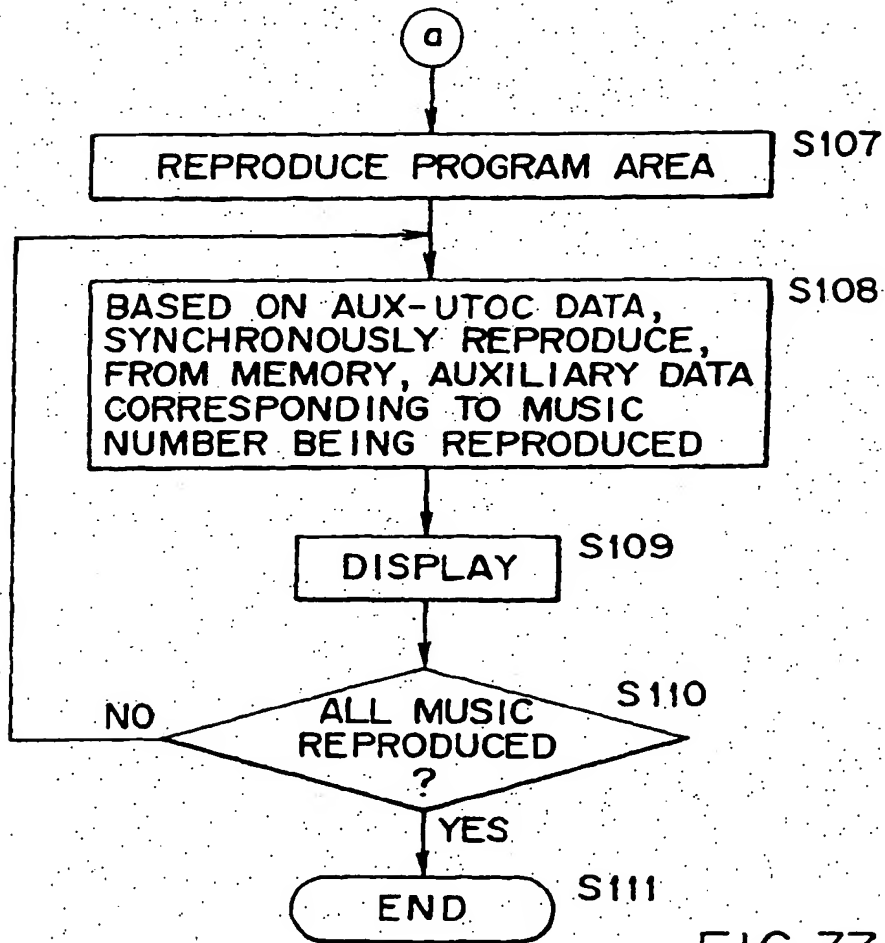 a
REPRODUCE PROGRAM AREA
S107
BASED ON AUX-UTOC DATA,
SYNCHRONOUSLY REPRODUCE,
FROM MEMORY, AUXILIARY DATA
CORRESPONDING TO MUSIC
NUMBER BEING REPRODUCED
S108
DISPLAY
S109
ALL MUSIC
REPRODUCED
?
S110
NO
YES
END
S111